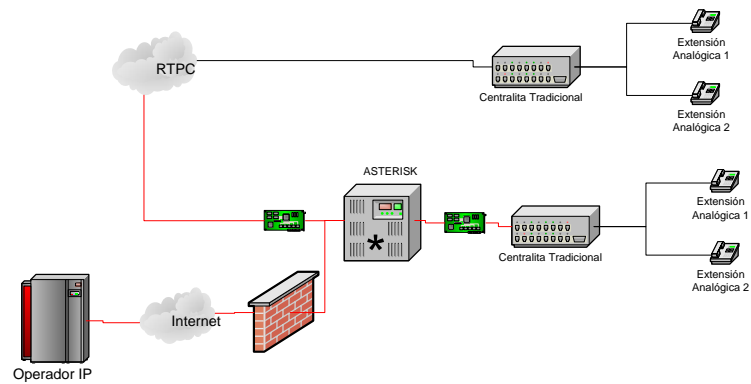 Extensión
Analógica 1
RTPC
Centralita Tradicional
Extensión
Analógica 2
ASTERISK
*
Extensión
Analógica 1
Centralita Tradicional
Extensión
Analógica 2
Internet
Operador IP